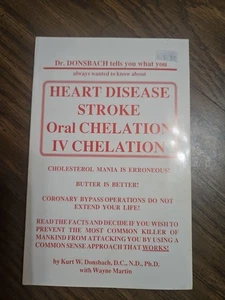 Dr. DONSBACH tells you what you
always wanted to know about
HEART DISEASE
STROKE
Oral CHELATION
IV CHELATION
CHOLESTEROL MANIA IS ERRONEOUS!
BUTTER IS BETTER!
CORONARY BYPASS OPERATIONS DO NOT
EXTEND YOUR LIFE!
READ THE FACTS AND DECIDE IF YOU WISH TO
PREVENT THE MOST COMMON KILLER OF
MANKIND FROM ATTACKING YOU BY USING A
COMMON SENSE APPROACH THAT WORKS!
by Kurt W. Donsbach, D.C., N.D., Ph.D.
with Wayne Martin